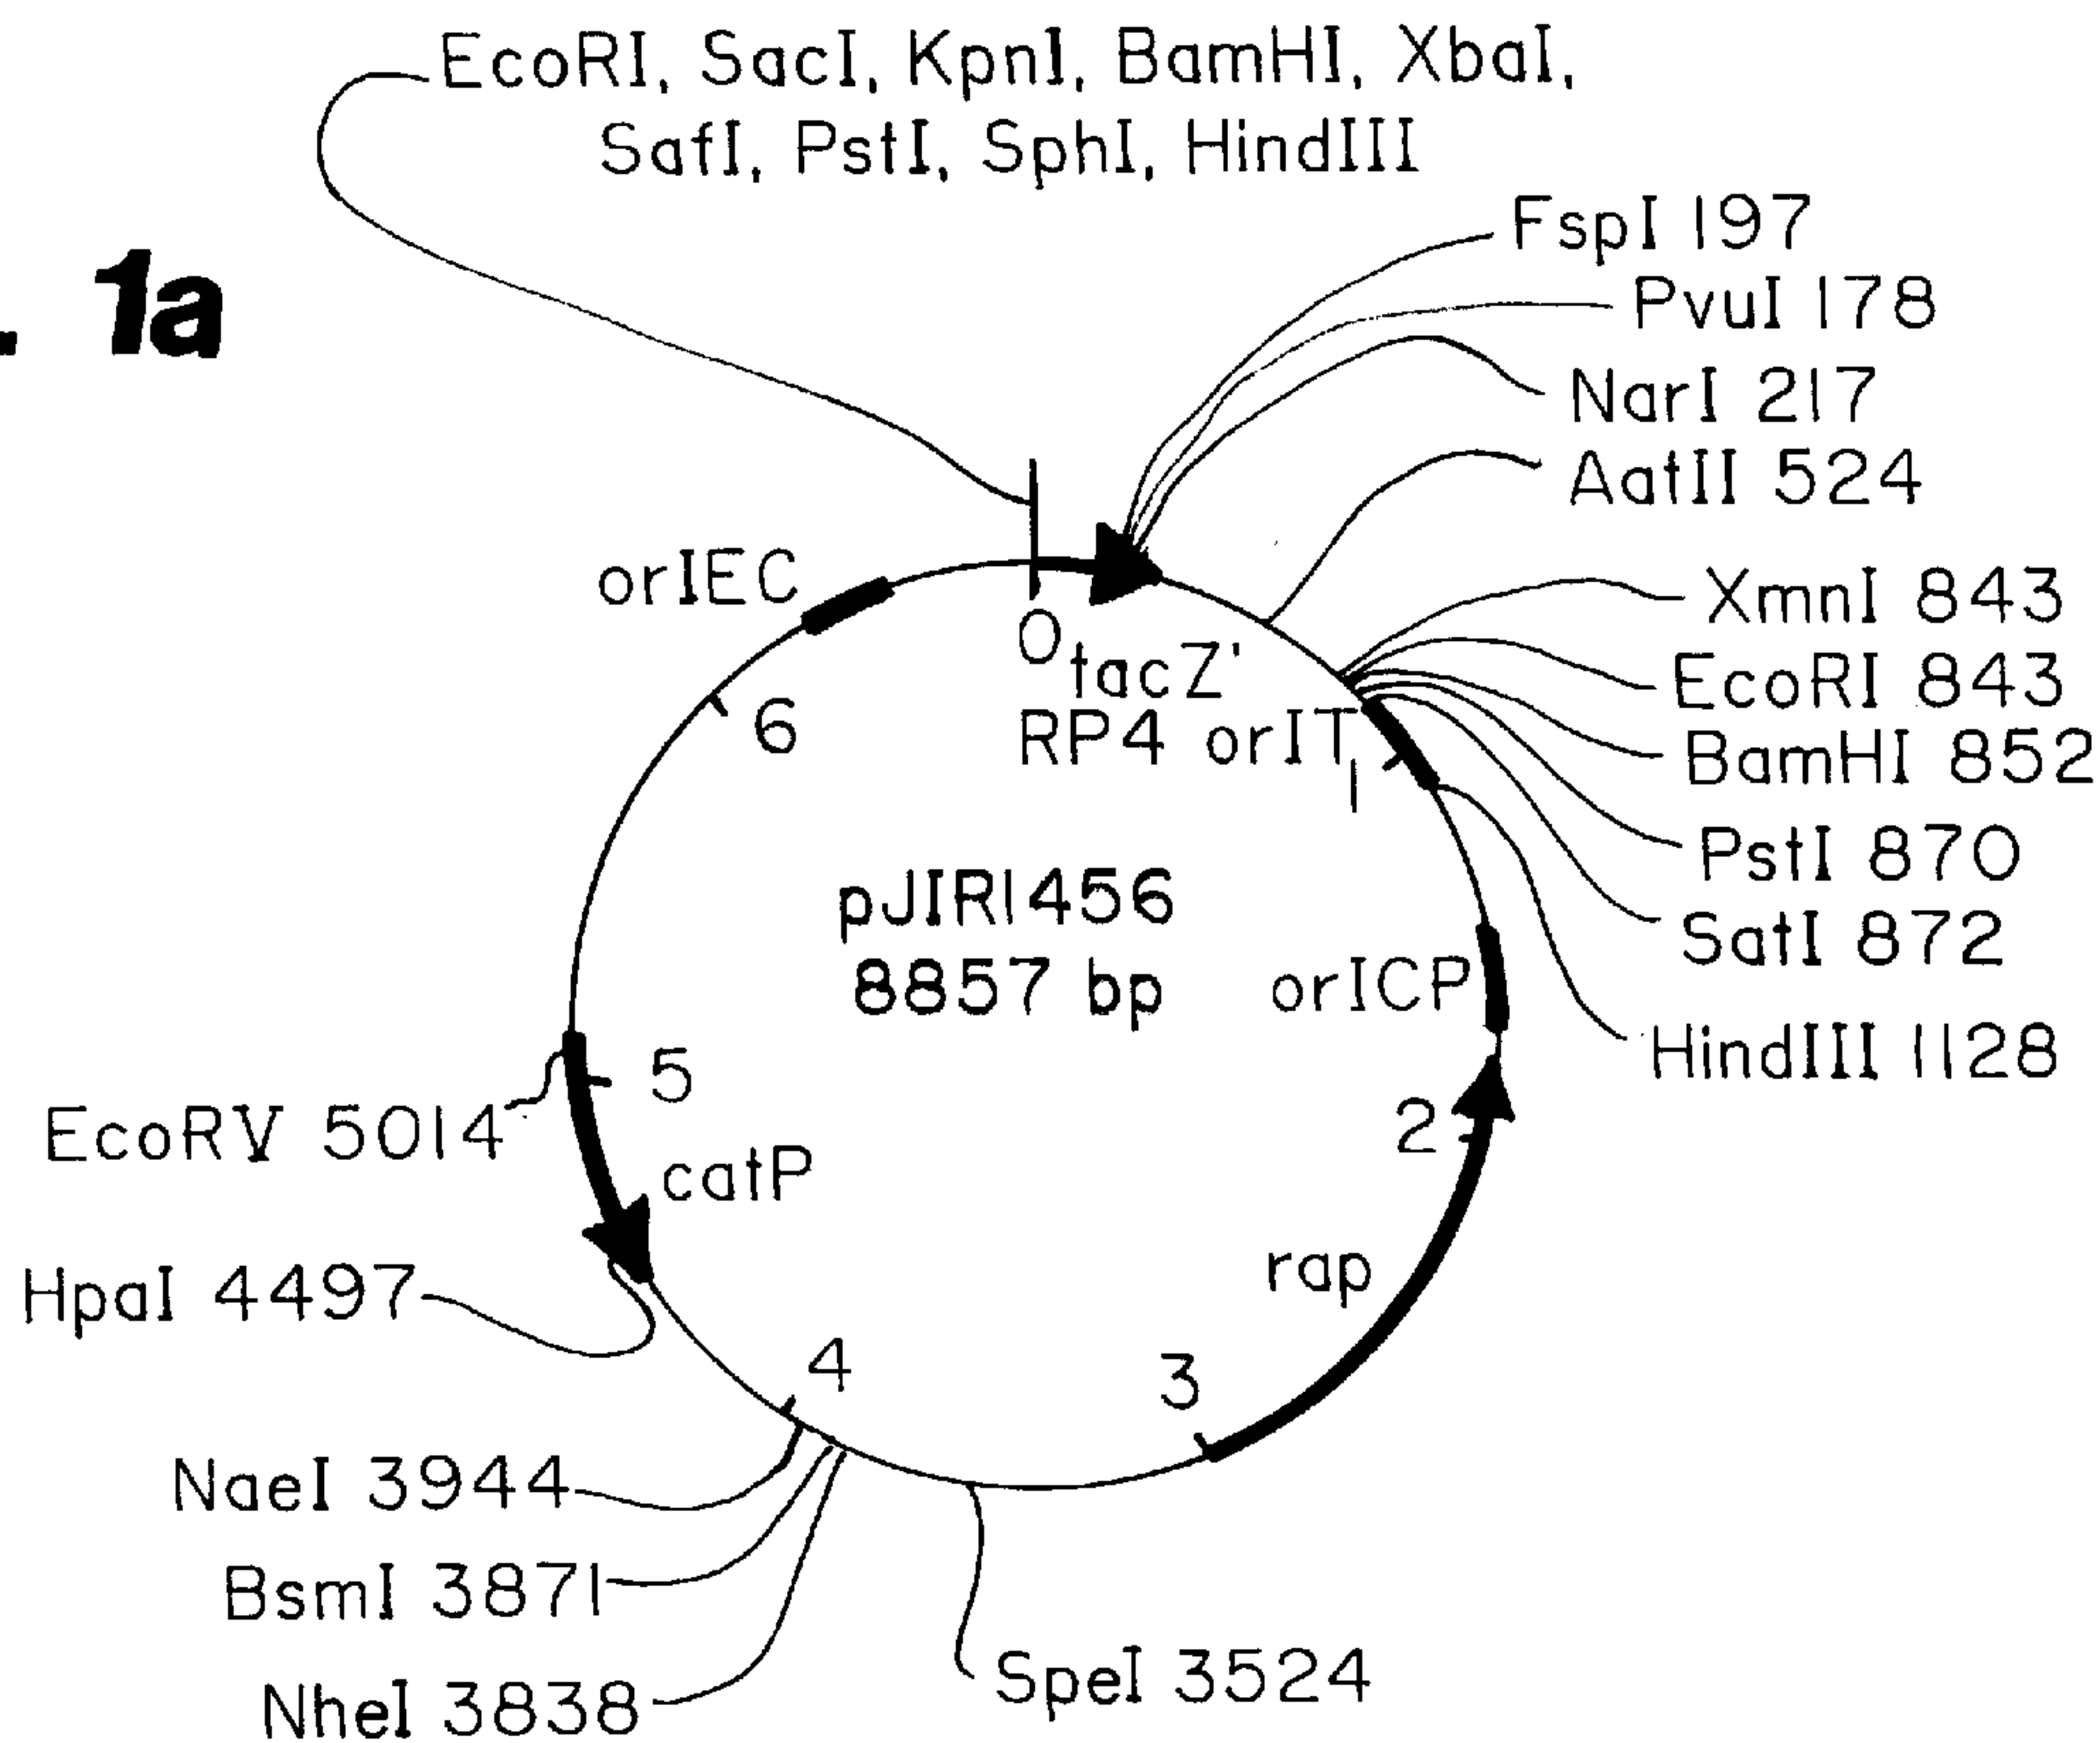 EcoRI, SacI, KpnI, BamHI, XbaI,
SafI, PstI, SphI, HindIII
. 1a
FspI 197
PvuI 178
NarI 217
AatII 524
XmnI 843
EcoRI 843
BamHI 852
PstI 870
SatI 872
HindIII 1128
orIEC
0
tacZ'
RP4 orIT
1
6
pJIR1456
8857 bp
orICP
2
5
EcoRV 5014
catP
rap
HpaI 4497
4
3
NaeI 3944
BsmI 3871
NheI 3838
SpeI 3524